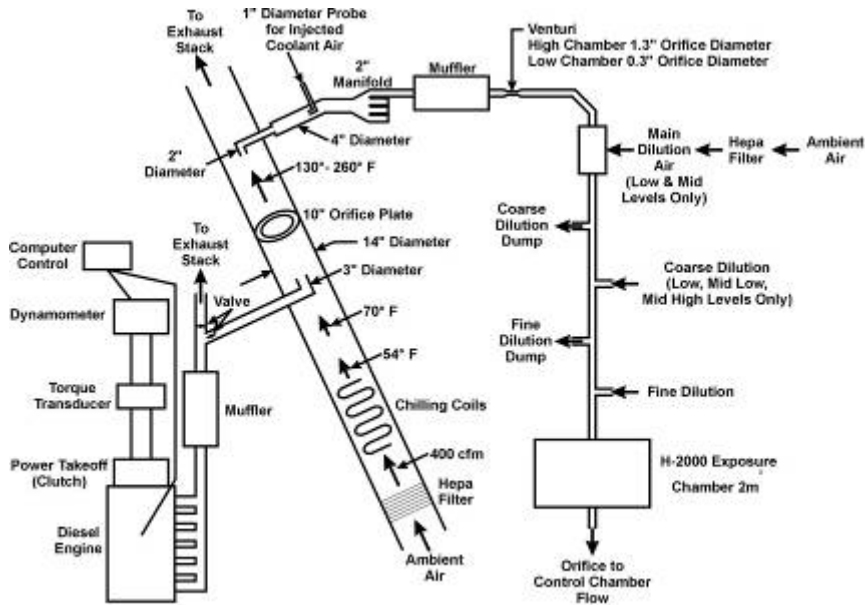 To
Exhaust
Stack
1" Diameter Probe
for Injected
Coolant Air
2"
Manifold
Muffler
Venturi
High Chamber 1.3" Orifice Diameter
Low Chamber 0.3" Orifice Diameter
4" Diameter
2"
Diameter
130°- 260° F
Main
Dilution
Air
(Low & Mid
Levels Only)
Hepa
Filter
Ambient
Air
10" Orifice Plate
14" Diameter
3" Diameter
To
Exhaust
Stack
Valve
Computer
Control
Dynamometer
Torque
Transducer
Power Takeoff
(Clutch)
Diesel
Engine
Muffler
70° F
54° F
Chilling Coils
400 cfm
Hepa
Filter
Ambient
Air
Coarse
Dilution
Dump
Coarse Dilution
(Low, Mid Low,
Mid High Levels Only)
Fine
Dilution
Dump
Fine Dilution
H-2000 Exposure
Chamber 2m
Orifice to
Control Chamber
Flow